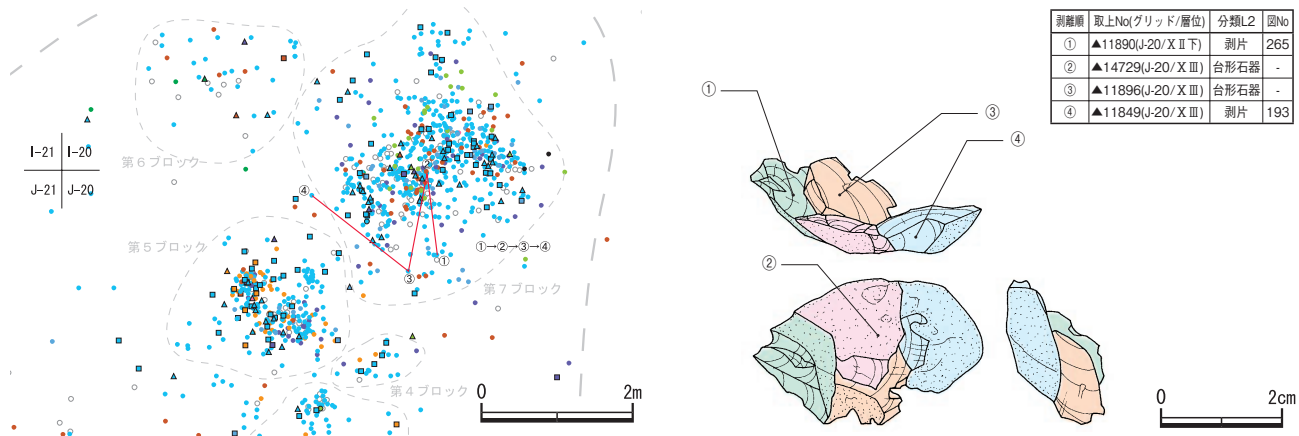 第6ブロック
I-21 I-20
J-21 J-20
第5ブロック
④
2
①
③
①→②→③→④
第7ブロック
第4ブロック
0 2m
①
③
④
②
0 2cm
剥離順 取上No(グリッド/層位) 分類L2 図No
① ▲11890(J-20/ⅩⅡ下) 剥片 265
② ▲14729(J-20/ⅩⅢ) 台形石器 -
③ ▲11896(J-20/ⅩⅢ) 台形石器 -
④ ▲11849(J-20/ⅩⅢ) 剥片 193